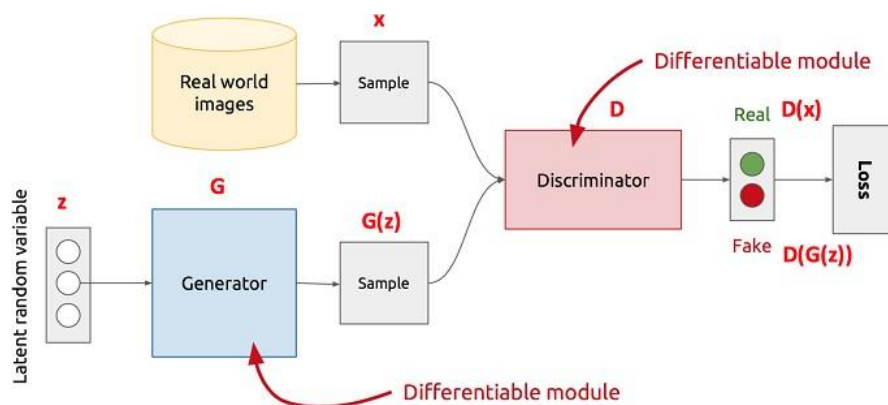 x
Differentiable module
Real world
images
Sample
D
Real
D(x)
Discriminator
Loss
G
z
G(z)
Latent random variable
Generator
Sample
Fake
D(G(z))
Differentiable module